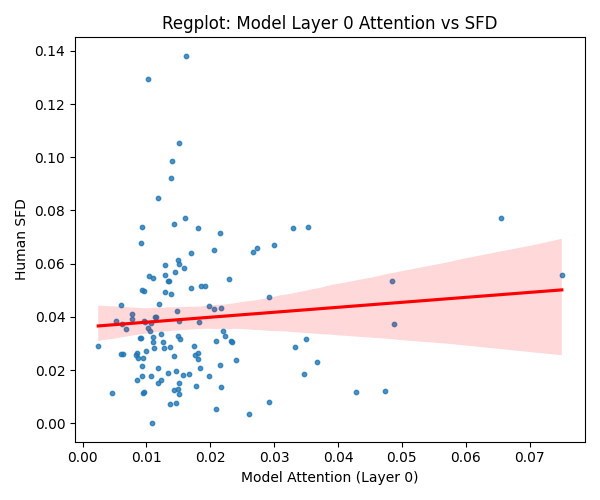 Regplot: Model Layer 0 Attention vs SFD
0.14
0.12
0.10
0.08
0.06
0.04
0.02
0.00
Human SFD
0.00 0.01 0.02 0.03 0.04 0.05 0.06 0.07
Model Attention (Layer 0)